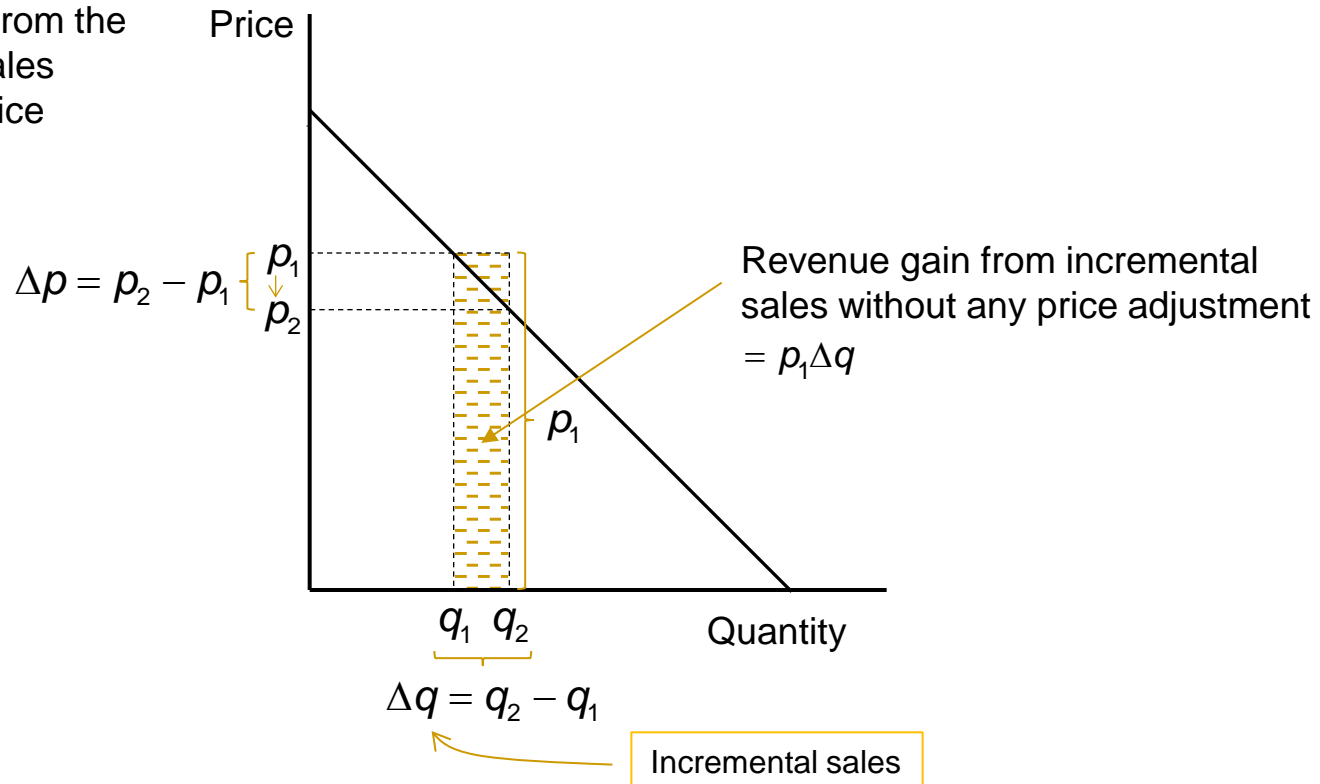 rom the
ales
ice
Price
Δp = p₂ − p₁
p₁
p₂
Revenue gain from incremental
sales without any price adjustment
= p₁Δq
p₁
q₁ q₂
Quantity
Δq = q₂ − q₁
Incremental sales